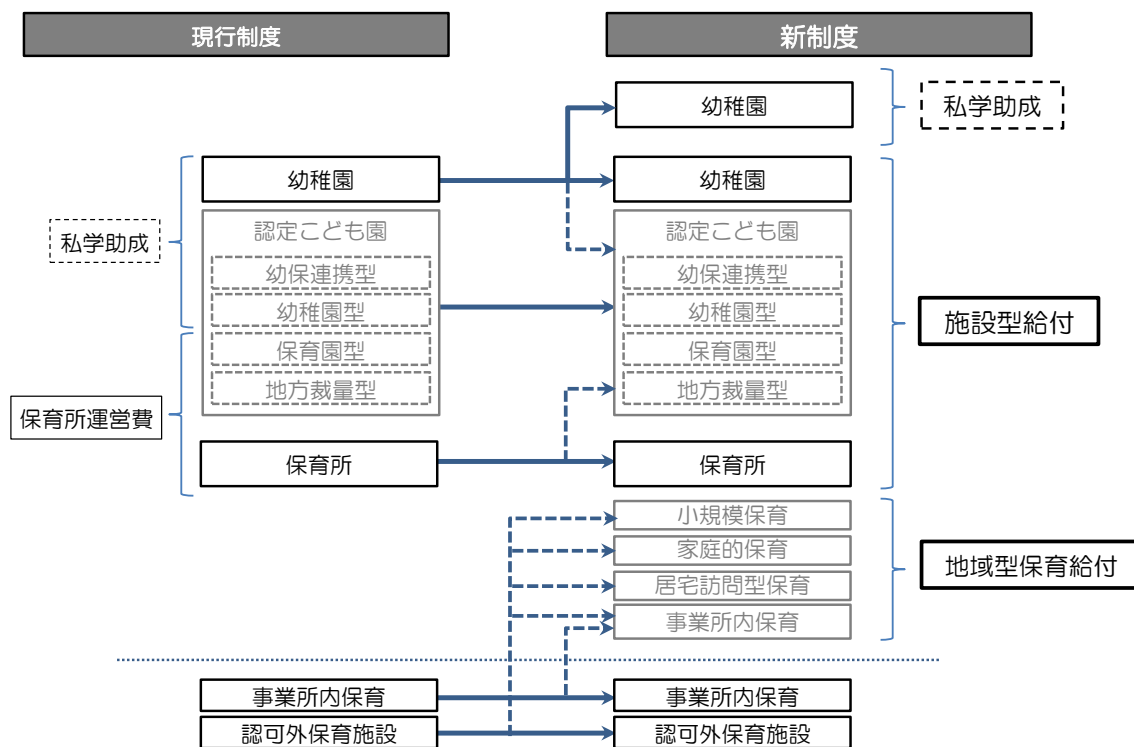 現行制度
新制度
幼稚園
私学助成
幼稚園
幼稚園
私学助成
認定こども園
認定こども園
幼保連携型
幼保連携型
幼稚園型
幼稚園型
施設型給付
保育園型
保育園型
地方裁量型
地方裁量型
保育所運営費
保育所
保育所
小規模保育
家庭的保育
地域型保育給付
居宅訪問型保育
事業所内保育
事業所内保育
事業所内保育
認可外保育施設
認可外保育施設